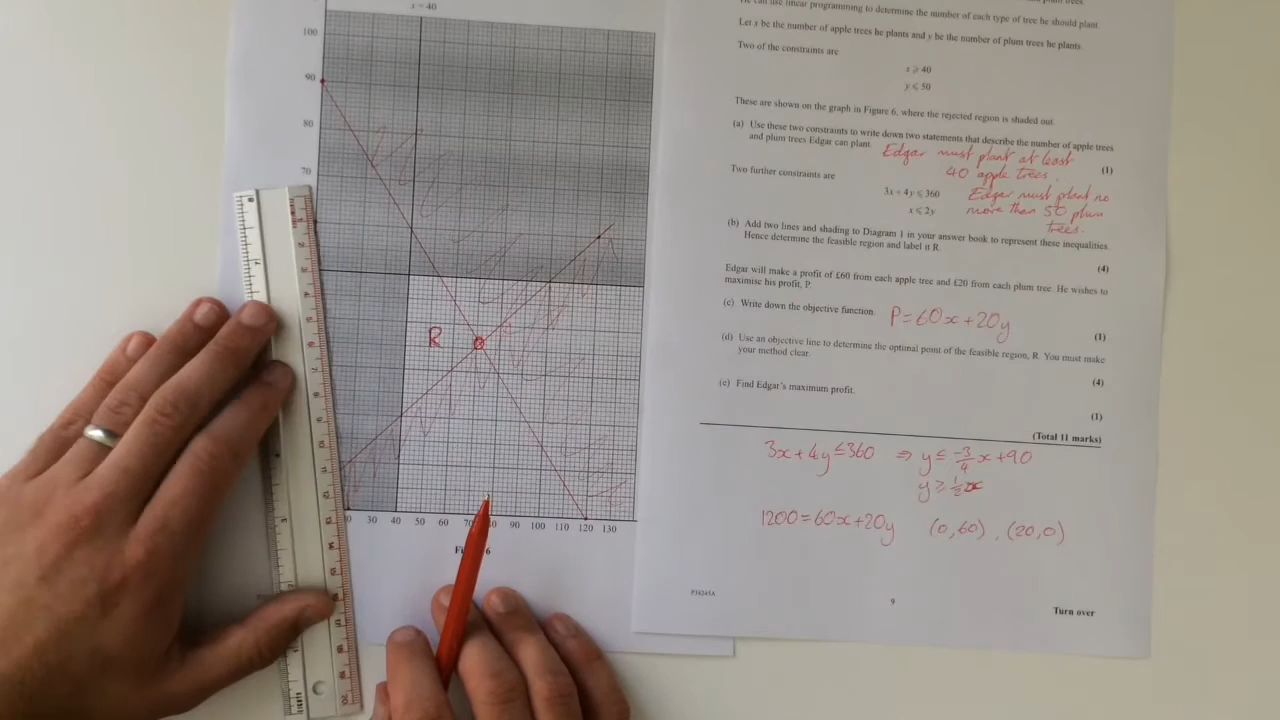 x = 40
100
90
80
70
R
30 40 50 60 70 80 90 100 110 120 130
He can use linear programming to determine the number of each type of tree he should plant.
Let x be the number of apple trees he plants and y be the number of plum trees he plants.
Two of the constraints are
x ⩾ 40
y ⩽ 50
These are shown on the graph in Figure 6, where the rejected region is shaded out.
(a) Use these two constraints to write down two statements that describe the number of apple trees
and plum trees Edgar can plant.
(1)
Edgar must plant at least
40 apple trees.
Two further constraints are
3x + 4y ⩽ 360
x ⩽ 2y
Edgar must plant no
more than 50 plum
trees.
(b) Add two lines and shading to Diagram 1 in your answer book to represent these inequalities.
Hence determine the feasible region and label it R.
(4)
Edgar will make a profit of £60 from each apple tree and £20 from each plum tree. He wishes to
maximise his profit, P.
(c) Write down the objective function.
P=60x+20y
(1)
(d) Use an objective line to determine the optimal point of the feasible region, R. You must make
your method clear.
(4)
(e) Find Edgar's maximum profit.
(1)
(Total 11 marks)
3x+4y≤360 ⇒ y ≤ -3/4 x +90
y ≥ 1/2 x
1200=60x+20y (0,60) , (20,0)
9
Turn over